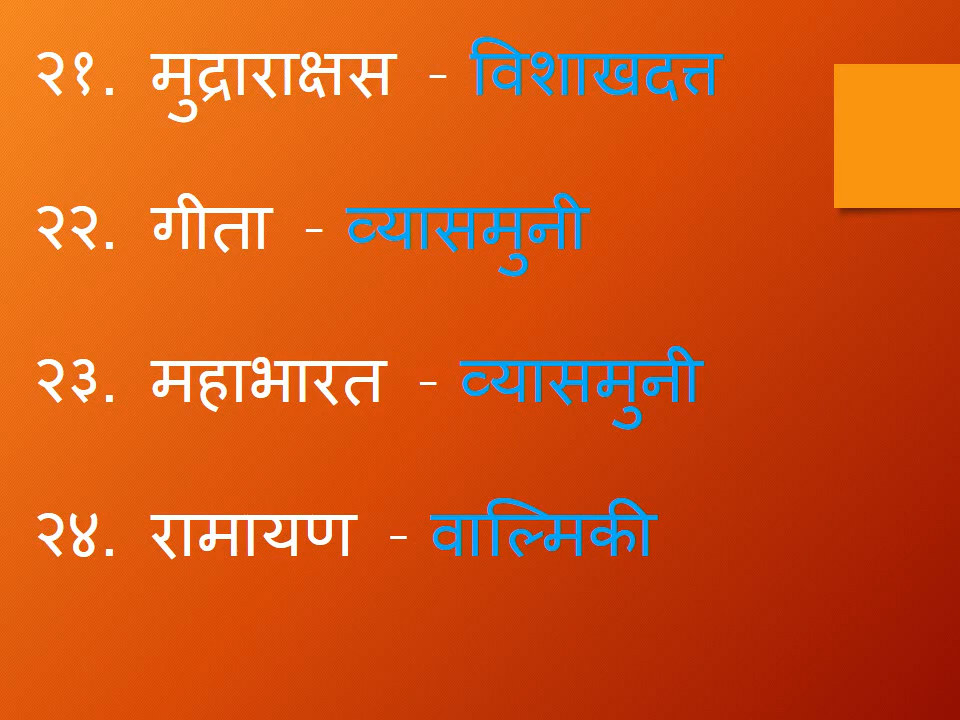 २१. मुद्राराक्षस - विशाखदत्त
२२. गीता - व्यासमुनी
२३. महाभारत - व्यासमुनी
२४. रामायण - वाल्मिकी